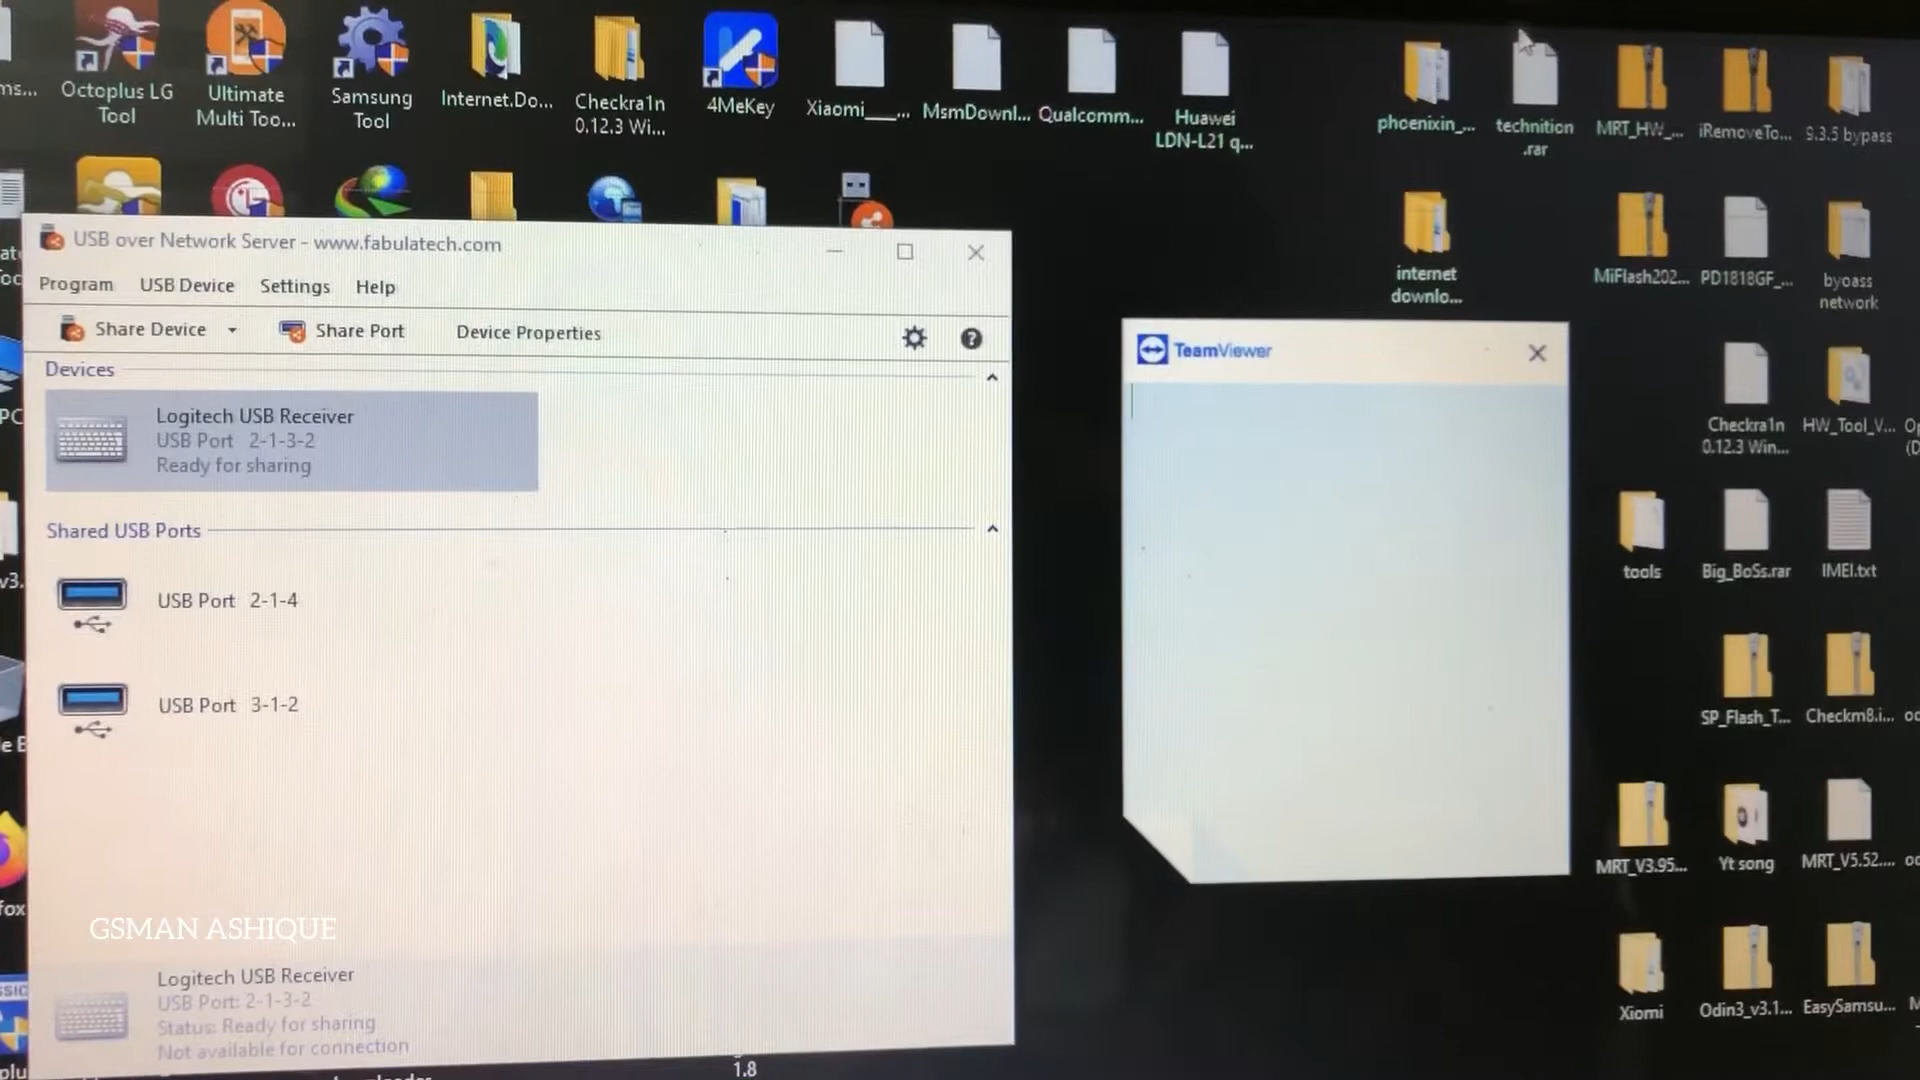 Octoplus LG
Tool
Ultimate
Multi Too...
Samsung
Tool
Internet.Do...
Checkra1n
0.12.3 Wi...
4MeKey
Xiaomi___...
MsmDownl...
Qualcomm...
Huawei
LDN-L21 q...
phoenixin_...
technition
.rar
MRT_HW_...
iRemoveTo...
9.3.5 bypass
USB over Network Server - www.fabulatech.com
Program USB Device Settings Help
Share Device Share Port Device Properties
Devices
Logitech USB Receiver
USB Port 2-1-3-2
Ready for sharing
Shared USB Ports
USB Port 2-1-4
USB Port 3-1-2
GSMAN ASHIQUE
Logitech USB Receiver
USB Port: 2-1-3-2
Status: Ready for sharing
Not available for connection
1.8
TeamViewer
internet
downlo...
MiFlash202...
PD1818GF_...
byoass
network
Checkra1n
0.12.3 Win...
HW_Tool_V...
tools
Big_BoSs.rar
IMEI.txt
SP_Flash_T...
Checkm8.i...
MRT_V3.95...
Yt song
MRT_V5.52....
Xiomi
Odin3_v3.1...
EasySamsu...